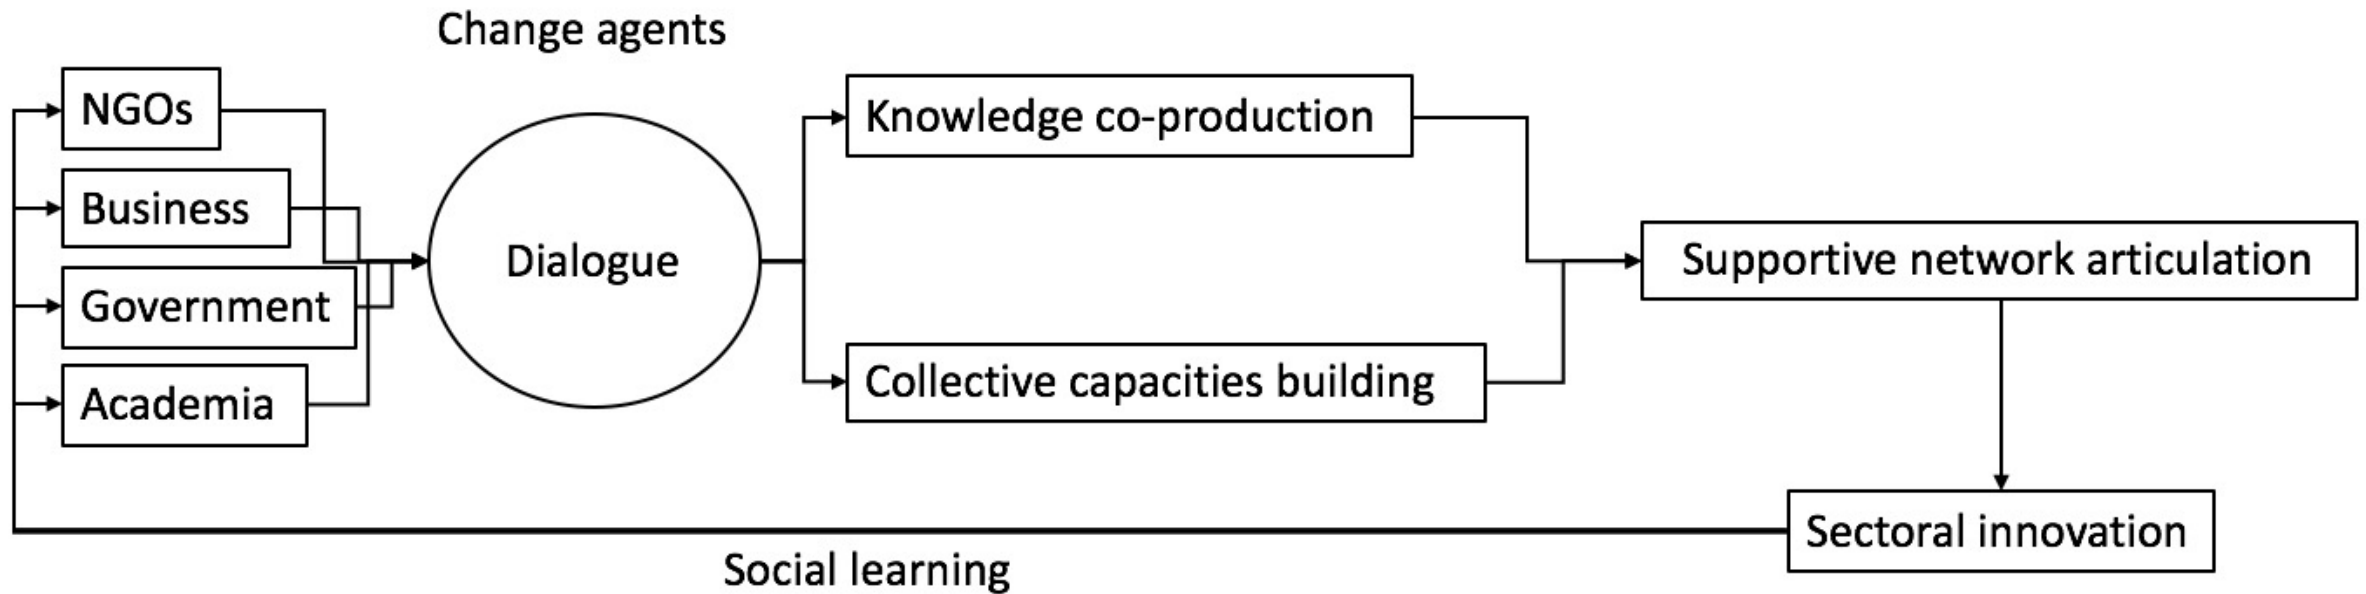 Change agents
NGOs
Business
Government
Academia
Dialogue
Knowledge co-production
Collective capacities building
Supportive network articulation
Sectoral innovation
Social learning